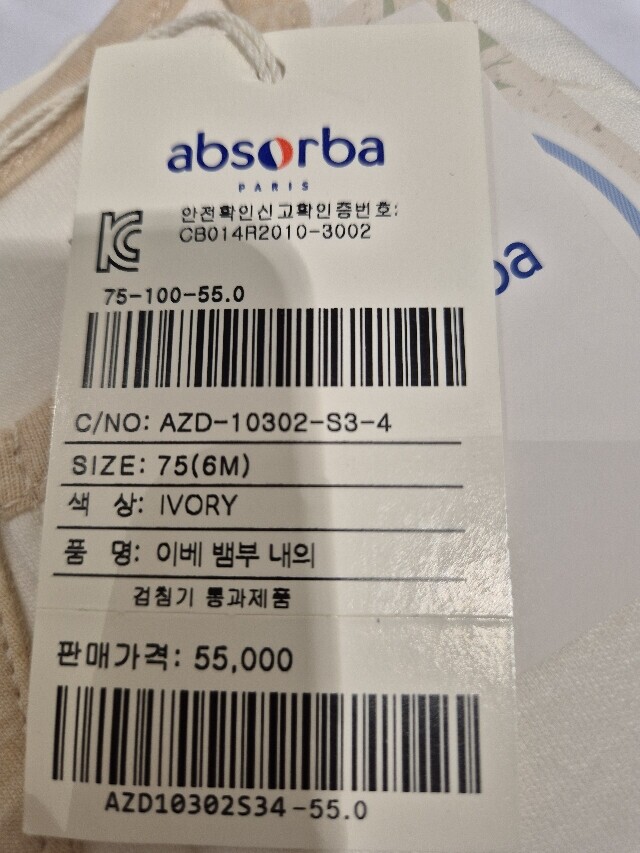 absorba
PARIS
안전확인신고확인증번호:
CB014R2010-3002
75-100-55.0
C/NO: AZD-10302-S3-4
SIZE: 75(6M)
색 상: IVORY
품 명: 이베 뱀부 내의
검침기 통과제품
판매가격: 55,000
AZD10302S34-55.0
ba